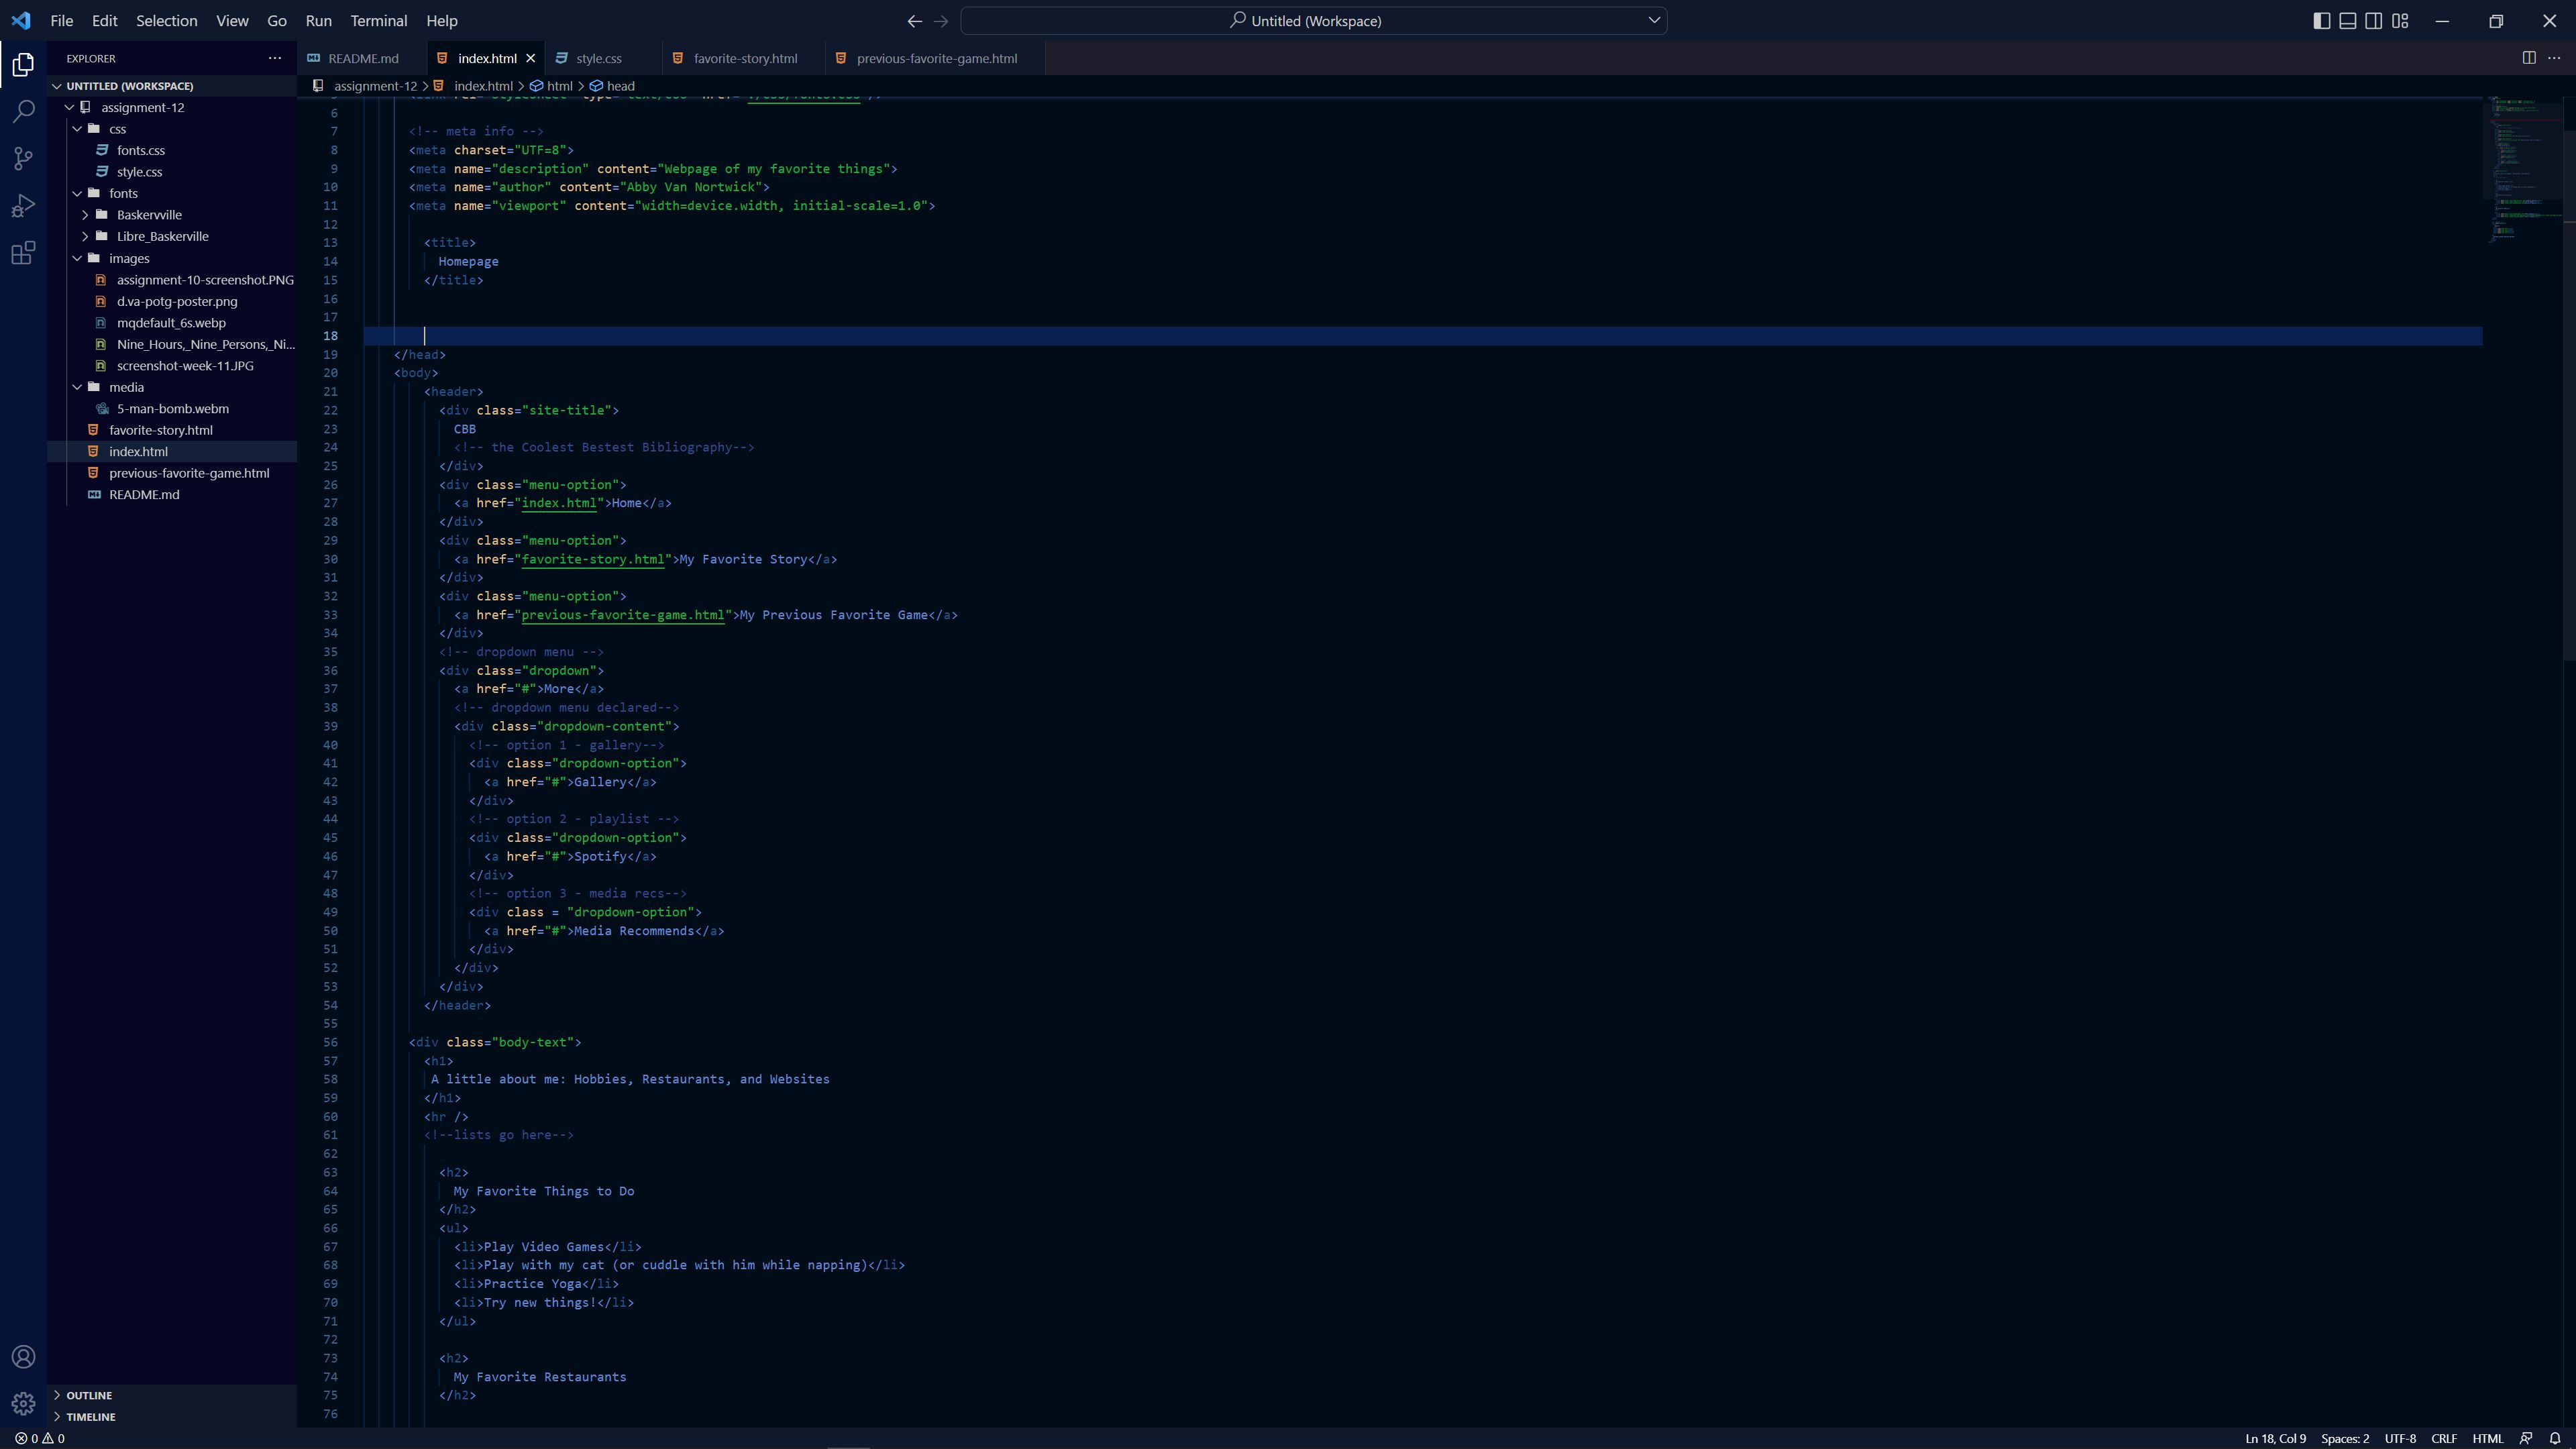 File Edit Selection View Go Run Terminal Help
Untitled (Workspace)
EXPLORER
UNTITLED (WORKSPACE)
assignment-12
css
fonts.css
style.css
fonts
Baskervville
Libre_Baskerville
images
assignment-10-screenshot.PNG
d.va-potg-poster.png
mqdefault_6s.webp
Nine_Hours,_Nine_Persons,_Ni...
screenshot-week-11.JPG
media
5-man-bomb.webm
favorite-story.html
index.html
previous-favorite-game.html
README.md
OUTLINE
TIMELINE
README.md index.html style.css favorite-story.html previous-favorite-game.html
assignment-12 > index.html > html > head
6
7 <!-- meta info -->
8 <meta charset="UTF=8">
9 <meta name="description" content="Webpage of my favorite things">
10 <meta name="author" content="Abby Van Nortwick">
11 <meta name="viewport" content="width=device.width, initial-scale=1.0">
12
13 <title>
14 Homepage
15 </title>
16
17
18
19 </head>
20 <body>
21 <header>
22 <div class="site-title">
23 CBB
24 <!-- the Coolest Bestest Bibliography-->
25 </div>
26 <div class="menu-option">
27 <a href="index.html">Home</a>
28 </div>
29 <div class="menu-option">
30 <a href="favorite-story.html">My Favorite Story</a>
31 </div>
32 <div class="menu-option">
33 <a href="previous-favorite-game.html">My Previous Favorite Game</a>
34 </div>
35 <!-- dropdown menu -->
36 <div class="dropdown">
37 <a href="#">More</a>
38 <!-- dropdown menu declared-->
39 <div class="dropdown-content">
40 <!-- option 1 - gallery-->
41 <div class="dropdown-option">
42 <a href="#">Gallery</a>
43 </div>
44 <!-- option 2 - playlist -->
45 <div class="dropdown-option">
46 <a href="#">Spotify</a>
47 </div>
48 <!-- option 3 - media recs-->
49 <div class = "dropdown-option">
50 <a href="#">Media Recommends</a>
51 </div>
52 </div>
53 </div>
54 </header>
55
56 <div class="body-text">
57 <h1>
58 A little about me: Hobbies, Restaurants, and Websites
59 </h1>
60 <hr />
61 <!--lists go here-->
62
63 <h2>
64 My Favorite Things to Do
65 </h2>
66 <ul>
67 <li>Play Video Games</li>
68 <li>Play with my cat (or cuddle with him while napping)</li>
69 <li>Practice Yoga</li>
70 <li>Try new things!</li>
71 </ul>
72
73 <h2>
74 My Favorite Restaurants
75 </h2>
76
0 0 Ln 18, Col 9 Spaces: 2 UTF-8 CRLF HTML